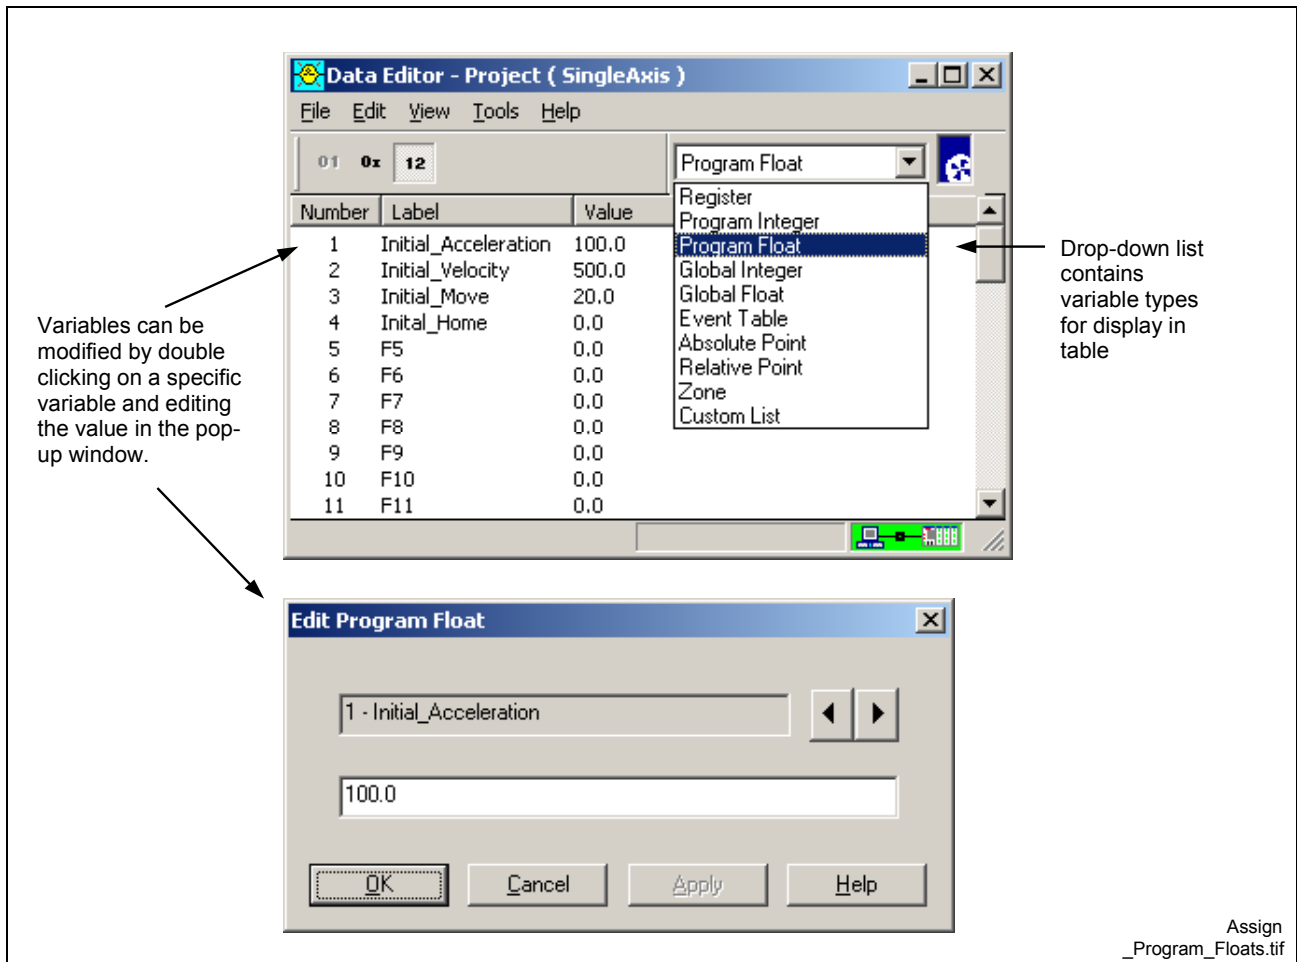 Data Editor - Project ( SingleAxis )
File Edit View Tools Help
01 0x 12
Program Float
Number Label Value
1 Initial_Acceleration 100.0
2 Initial_Velocity 500.0
3 Initial_Move 20.0
4 Inital_Home 0.0
5 F5 0.0
6 F6 0.0
7 F7 0.0
8 F8 0.0
9 F9 0.0
10 F10 0.0
11 F11 0.0
Register
Program Integer
Program Float
Global Integer
Global Float
Event Table
Absolute Point
Relative Point
Zone
Custom List
Drop-down list
contains
variable types
for display in
table
Variables can be
modified by double
clicking on a specific
variable and editing
the value in the pop-
up window.
Edit Program Float
1 - Initial_Acceleration
100.0
OK Cancel Apply Help
Assign
_Program_Floats.tif